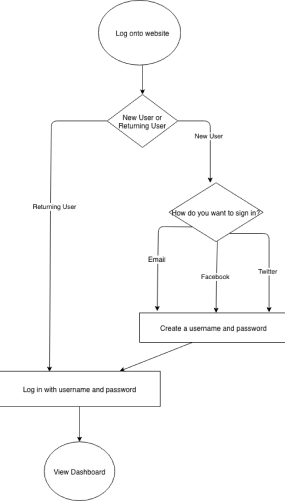 Log onto website
New User or
Returning User
New User
Returning User
How do you want to sign in?
Email
Facebook
Twitter
Create a username and password
Log in with username and password
View Dashboard